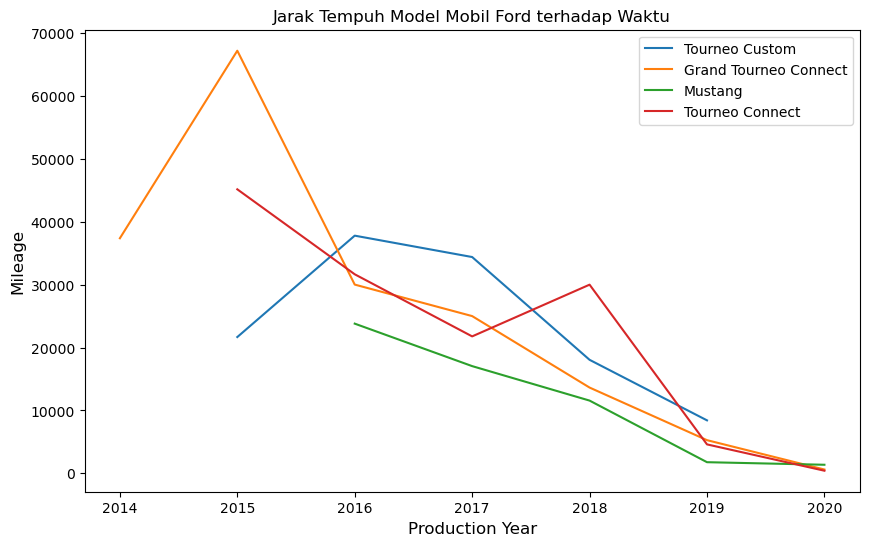 Jarak Tempuh Model Mobil Ford terhadap Waktu
70000
60000
50000
40000
30000
20000
10000
0
Mileage
Tourneo Custom
Grand Tourneo Connect
Mustang
Tourneo Connect
2014 2015 2016 2017 2018 2019 2020
Production Year